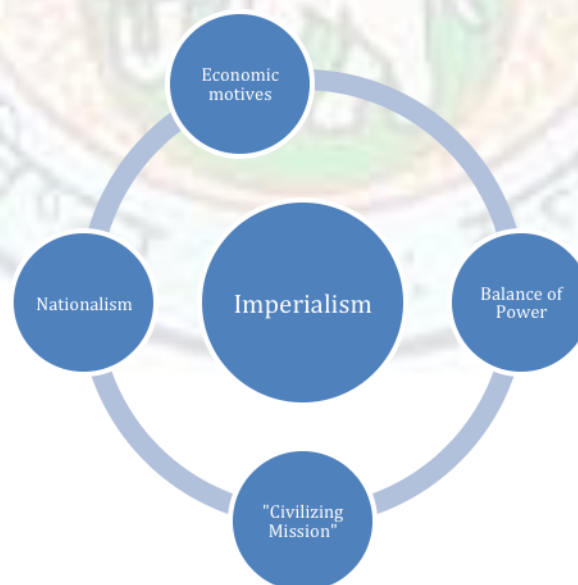 Economic
motives
Nationalism
Imperialism
Balance of
Power
"Civilizing
Mission"